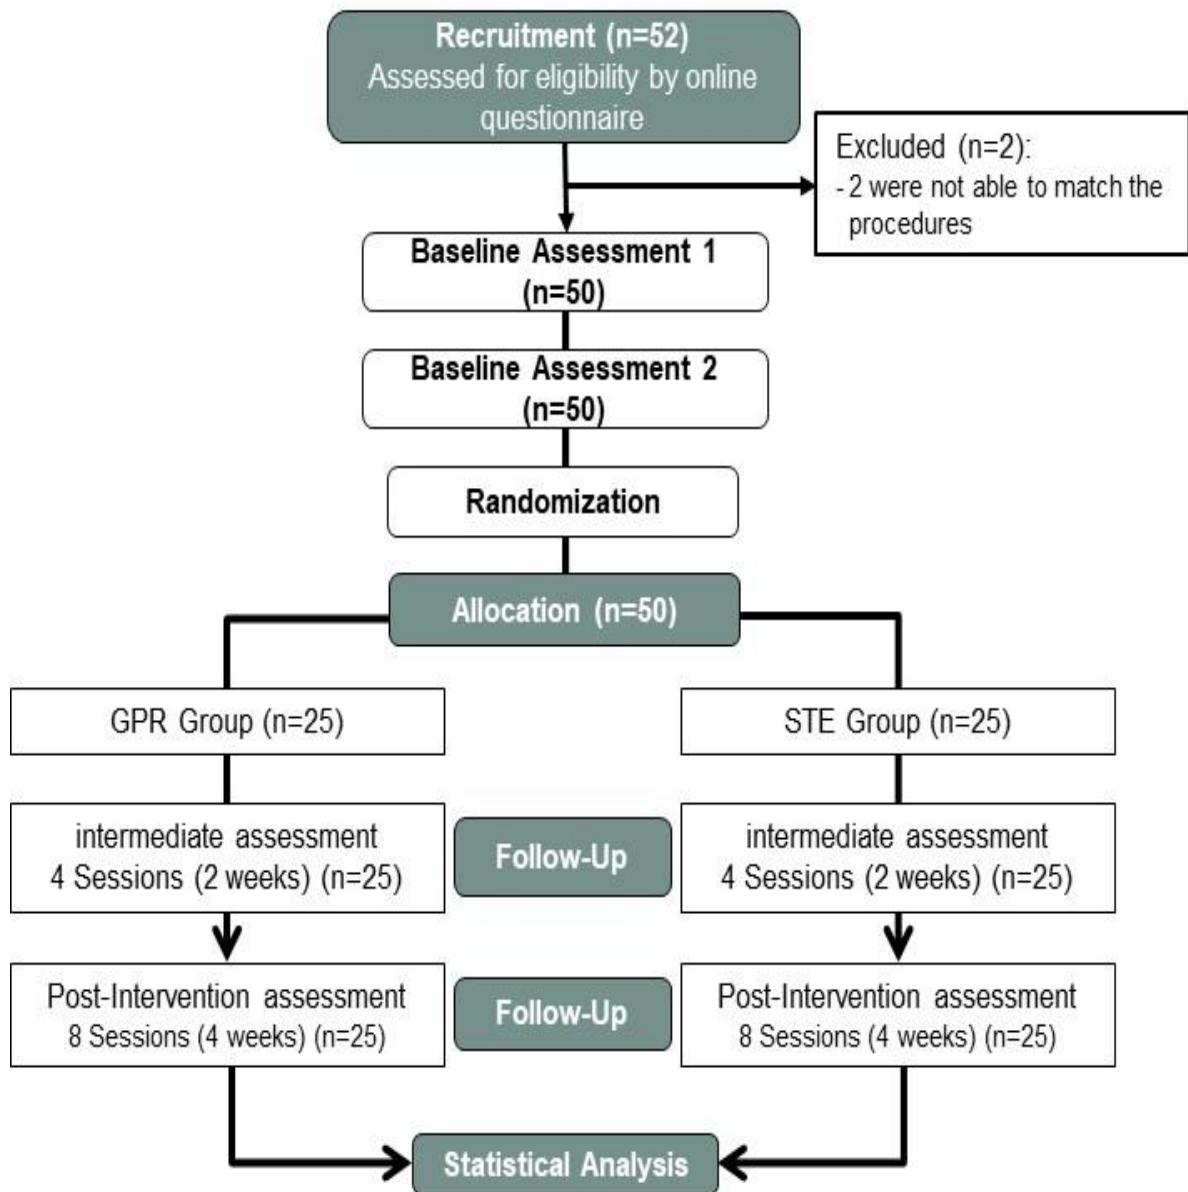 Recruitment (n=52)
Assessed for eligibility by online
questionnaire
Excluded (n=2):
- 2 were not able to match the
procedures
Baseline Assessment 1
(n=50)
Baseline Assessment 2
(n=50)
Randomization
Allocation (n=50)
GPR Group (n=25)
STE Group (n=25)
intermediate assessment
4 Sessions (2 weeks) (n=25)
Follow-Up
intermediate assessment
4 Sessions (2 weeks) (n=25)
Post-Intervention assessment
8 Sessions (4 weeks) (n=25)
Follow-Up
Post-Intervention assessment
8 Sessions (4 weeks) (n=25)
Statistical Analysis